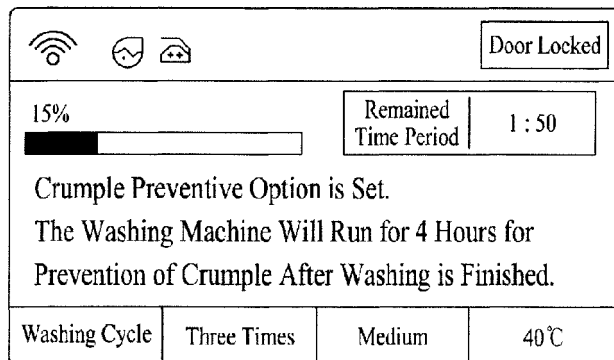 Door Locked
15%
Remained
Time Period
1 : 50
Crumple Preventive Option is Set.
The Washing Machine Will Run for 4 Hours for
Prevention of Crumple After Washing is Finished.
Washing Cycle
Three Times
Medium
40℃